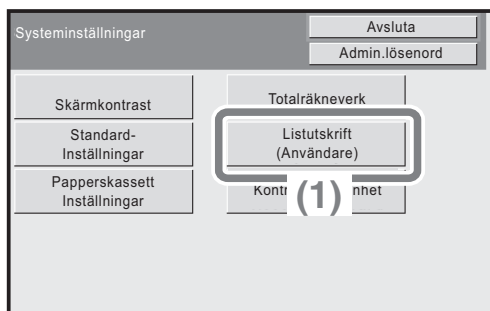 Systeminställningar
Avsluta
Admin.lösenord
Skärmkontrast
Totalräkneverk
Standard-
Inställningar
Listutskrift
(Användare)
Papperskassett
Inställningar
(1)